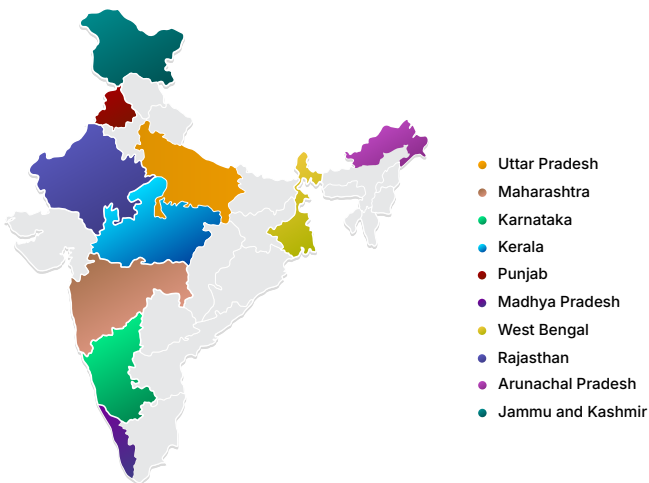 Uttar Pradesh
Maharashtra
Karnataka
Kerala
Punjab
Madhya Pradesh
West Bengal
Rajasthan
Arunachal Pradesh
Jammu and Kashmir